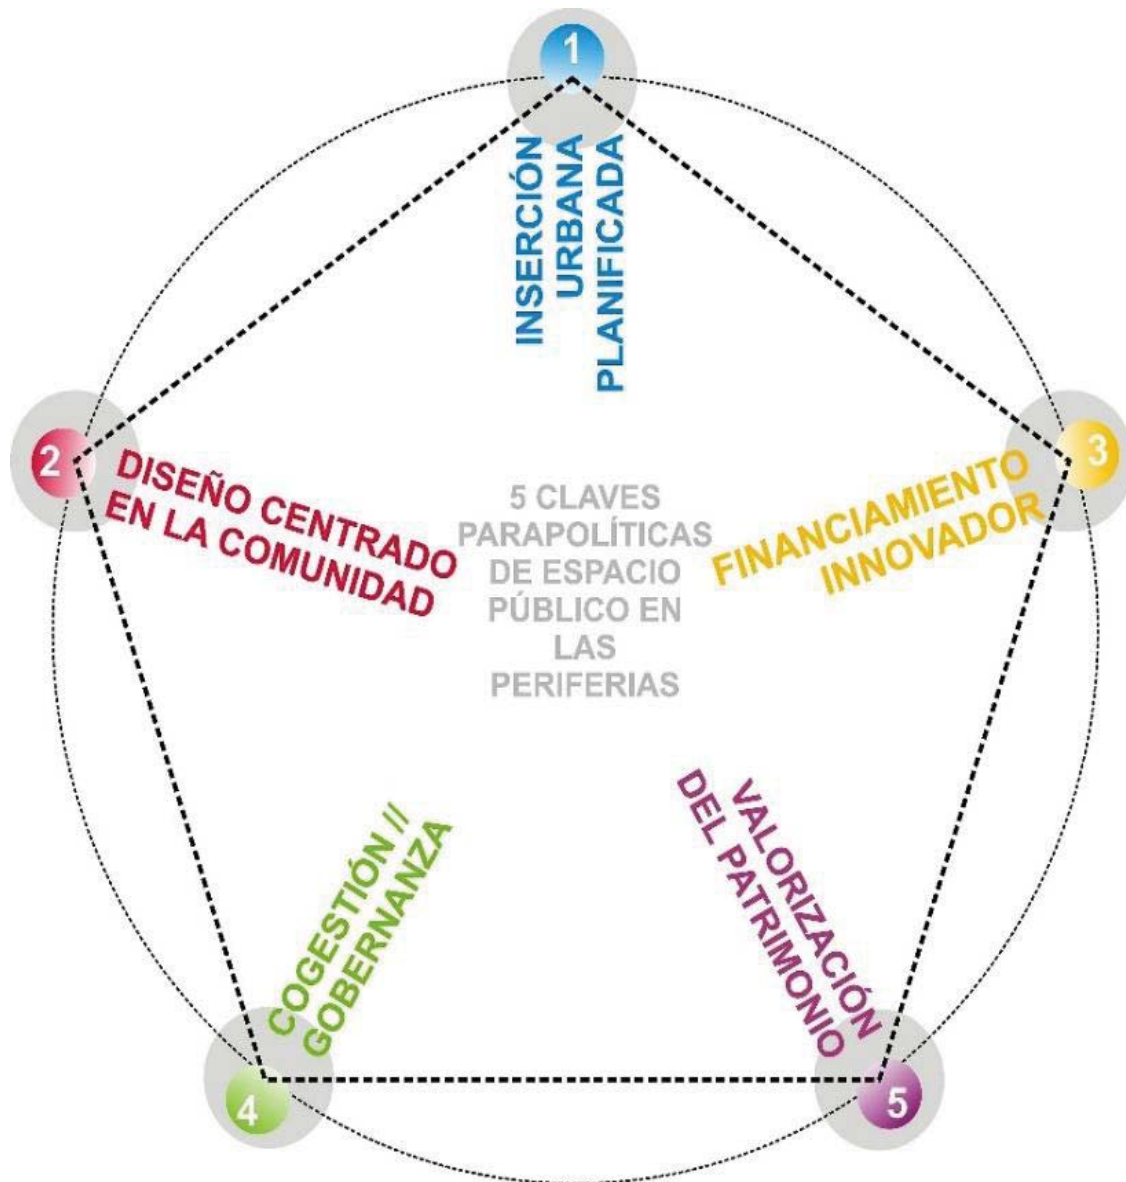 1
INSERCIÓN
URBANA
PLANIFICADA
2
DISEÑO CENTRADO
EN LA COMUNIDAD
5 CLAVES
PARAPOLÍTICAS
DE ESPACIO
PÚBLICO EN
LAS
PERIFERIAS
3
FINANCIAMIENTO
INNOVADOR
4
COGESTIÓN //
GOBERNANZA
VALORIZACIÓN
DEL PATRIMONIO
5